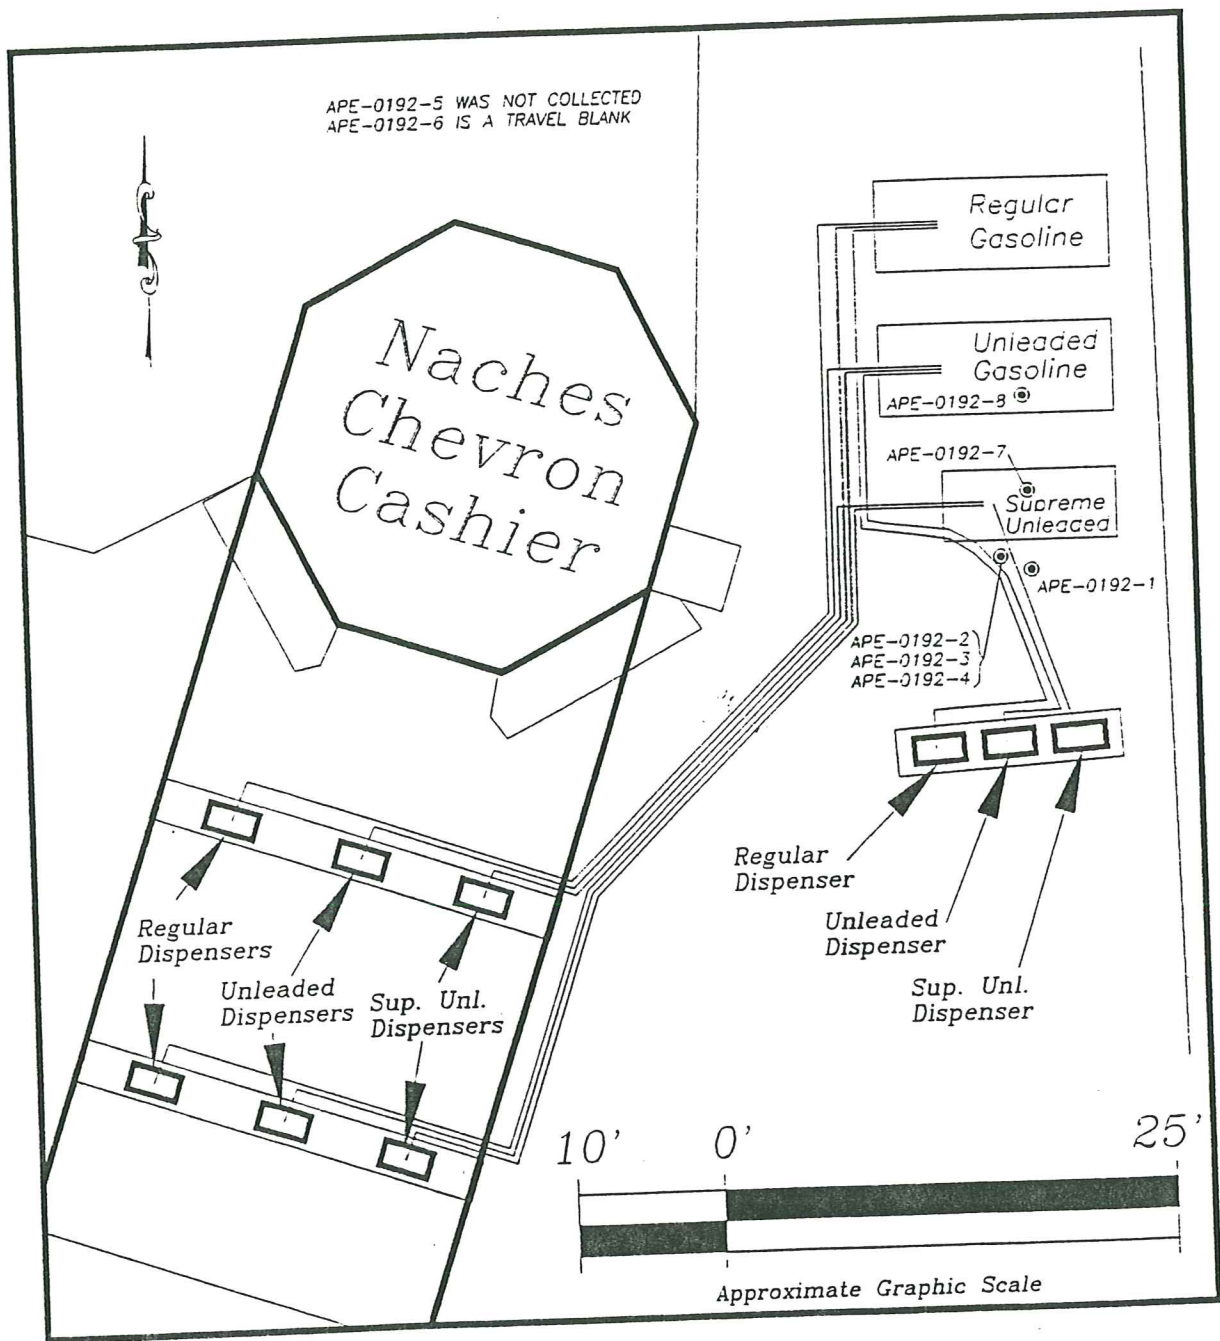 APE-0192-5 WAS NOT COLLECTED
APE-0192-6 IS A TRAVEL BLANK
Regular
Gasoline
Unleaded
Gasoline
APE-0192-8
APE-0192-7
Supreme
Unleaded
APE-0192-1
APE-0192-2
APE-0192-3
APE-0192-4
Naches
Chevron
Cashier
Regular
Dispenser
Unleaded
Dispenser
Sup. Unl.
Dispenser
Regular
Dispensers
Unleaded
Dispensers
Sup. Unl.
Dispensers
10' 0' 25'
Approximate Graphic Scale